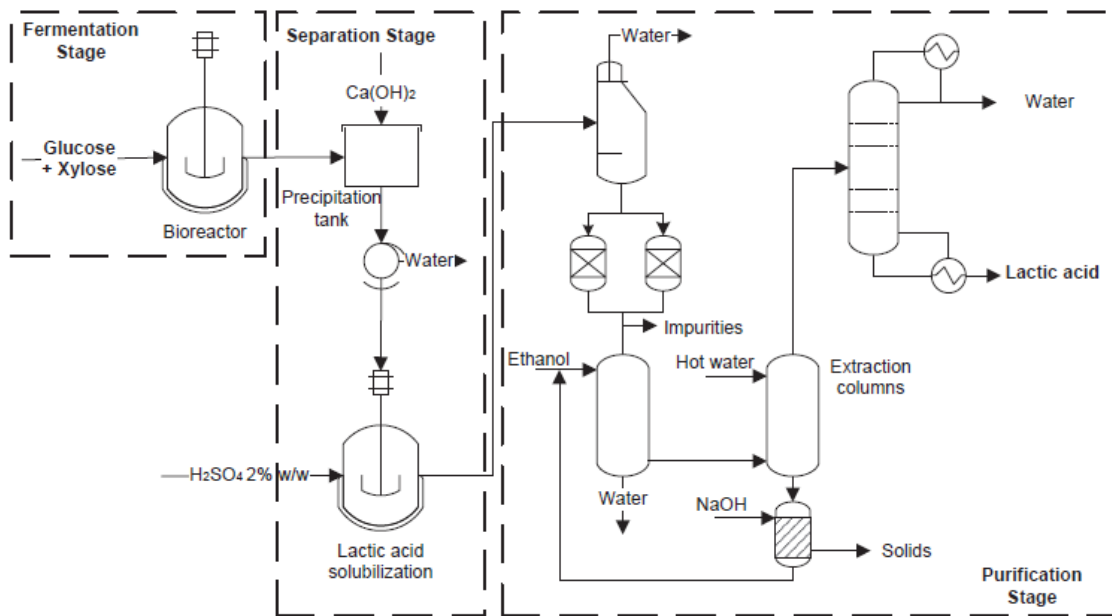 Fermentation
Stage
Glucose
+ Xylose
Bioreactor
Separation Stage
Ca(OH)₂
Precipitation
tank
Water
H₂SO₄ 2% w/w
Lactic acid
solubilization
Water
Impurities
Ethanol
Water
Hot water
Extraction
columns
NaOH
Solids
Water
Lactic acid
Purification
Stage